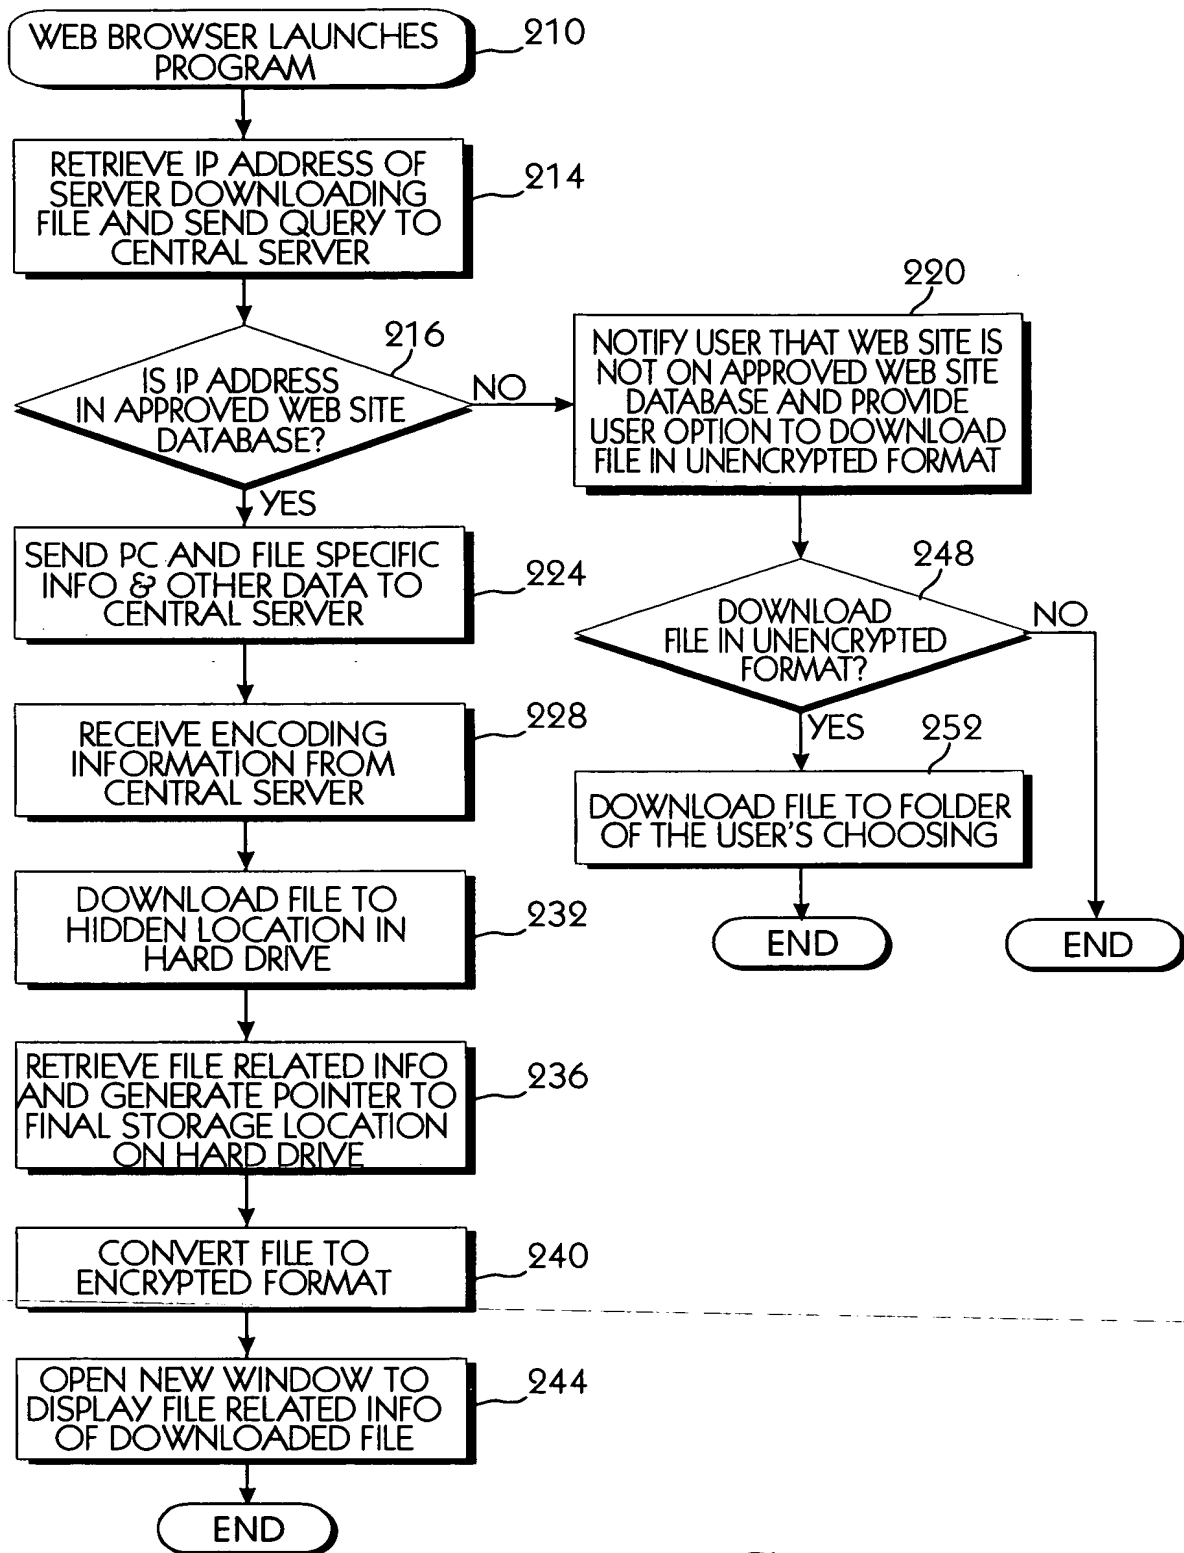 WEB BROWSER LAUNCHES
PROGRAM
210
RETRIEVE IP ADDRESS OF
SERVER DOWNLOADING
FILE AND SEND QUERY TO
CENTRAL SERVER
214
216
IS IP ADDRESS
IN APPROVED WEB SITE
DATABASE?
NO
YES
220
NOTIFY USER THAT WEB SITE IS
NOT ON APPROVED WEB SITE
DATABASE AND PROVIDE
USER OPTION TO DOWNLOAD
FILE IN UNENCRYPTED FORMAT
SEND PC AND FILE SPECIFIC
INFO & OTHER DATA TO
CENTRAL SERVER
224
248
DOWNLOAD
FILE IN UNENCRYPTED
FORMAT?
NO
YES
RECEIVE ENCODING
INFORMATION FROM
CENTRAL SERVER
228
252
DOWNLOAD FILE TO FOLDER
OF THE USER'S CHOOSING
END
END
DOWNLOAD FILE TO
HIDDEN LOCATION IN
HARD DRIVE
232
RETRIEVE FILE RELATED INFO
AND GENERATE POINTER TO
FINAL STORAGE LOCATION
ON HARD DRIVE
236
CONVERT FILE TO
ENCRYPTED FORMAT
240
OPEN NEW WINDOW TO
DISPLAY FILE RELATED INFO
OF DOWNLOADED FILE
244
END